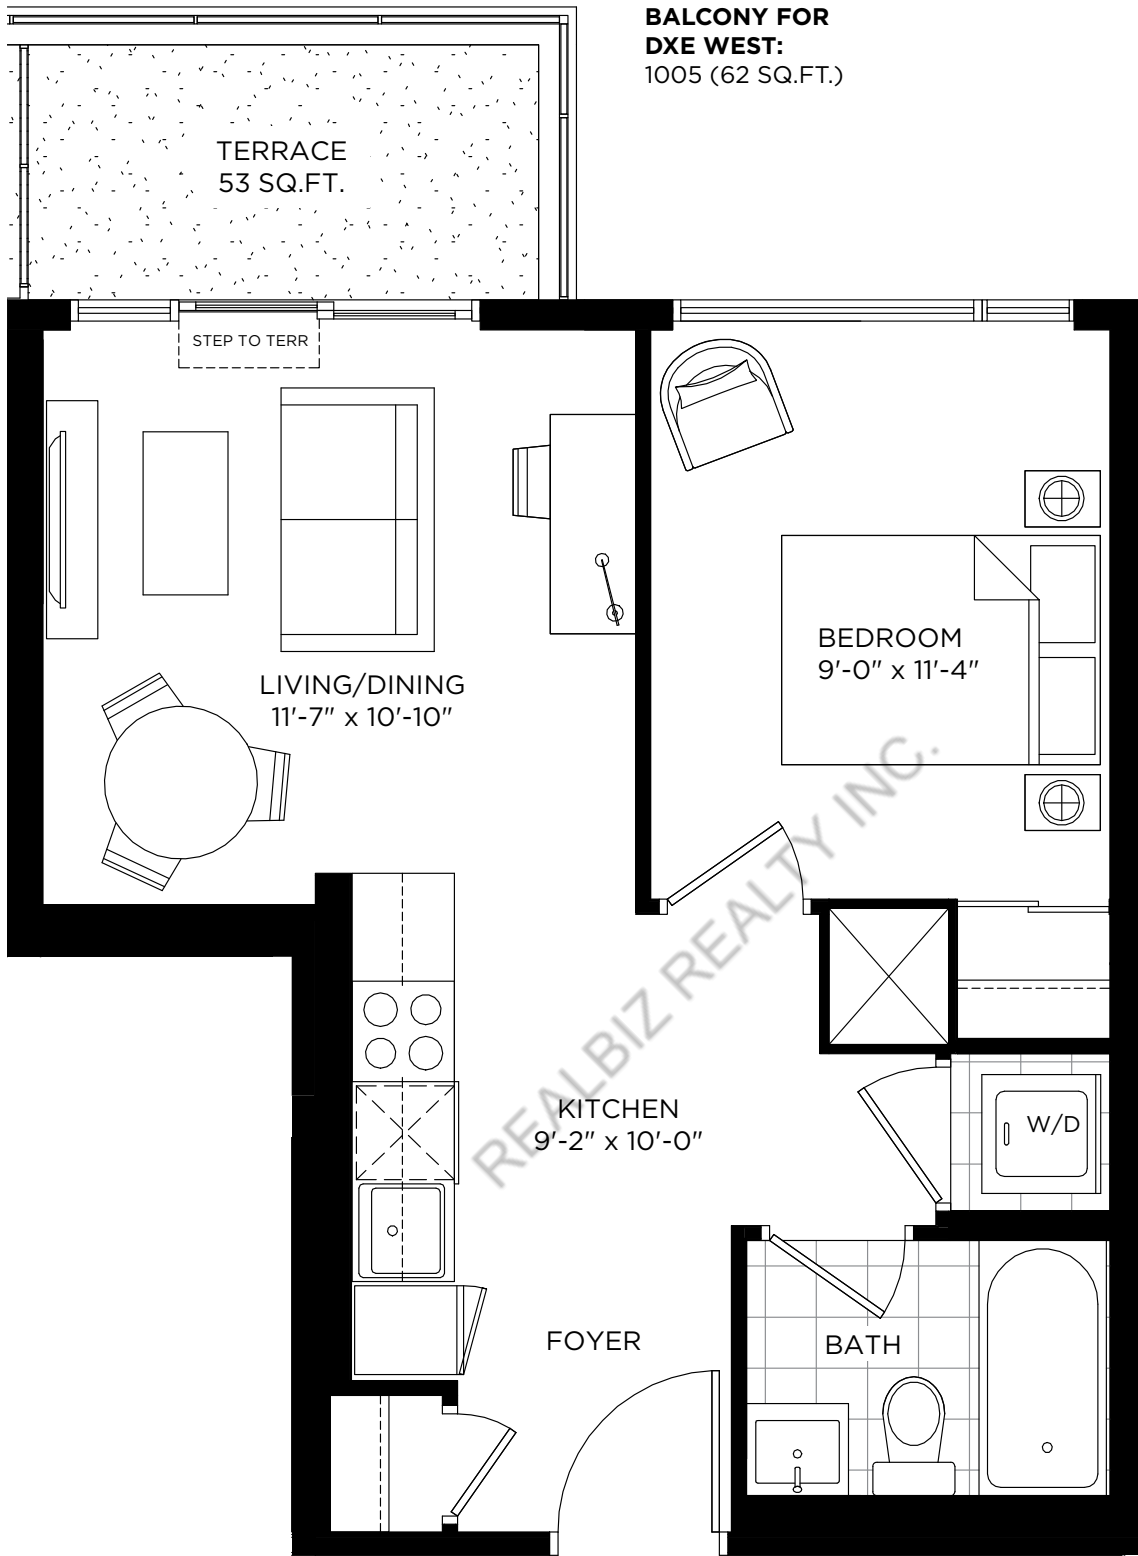 BALCONY FOR
DXE WEST:
1005 (62 SQ.FT.)
TERRACE
53 SQ.FT.
STEP TO TERR
BEDROOM
9'-0" x 11'-4"
LIVING/DINING
11'-7" x 10'-10"
REALBIZ REALTY INC.
KITCHEN
9'-2" x 10'-0"
W/D
FOYER
BATH